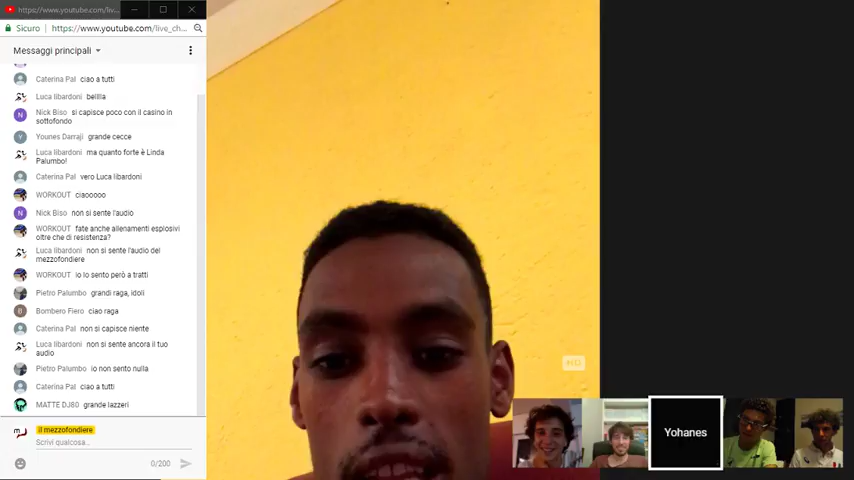 https://www.youtube.com/liv...
Sicuro
https://www.youtube.com/live_ch...
Messaggi principali
Caterina Pal ciao a tutti
Luca libardoni bellila
Nick Biso si capisce poco con il casino in
sottofondo
Younes Darraji grande cecce
Luca libardoni ma quanto forte è Linda
Palumbo!
Caterina Pal vero Luca libardoni
WORKOUT ciaooooo
Nick Biso non si sente l'audio
WORKOUT fate anche allenamenti esplosivi
oltre che di resistenza?
Luca libardoni non si sente l'audio del
mezzofondiere
WORKOUT io lo sento però a tratti
Pietro Palumbo grandi raga, idoli
Bombero Fiero ciao raga
Caterina Pal non si capisce niente
Luca libardoni non si sente ancora il tuo
audio
Pietro Palumbo io non sento nulla
Caterina Pal ciao a tutti
MATTE DJ80 grande lazzeri
il mezzofondiere
Scrivi qualcosa...
0/200
HD
Yohanes